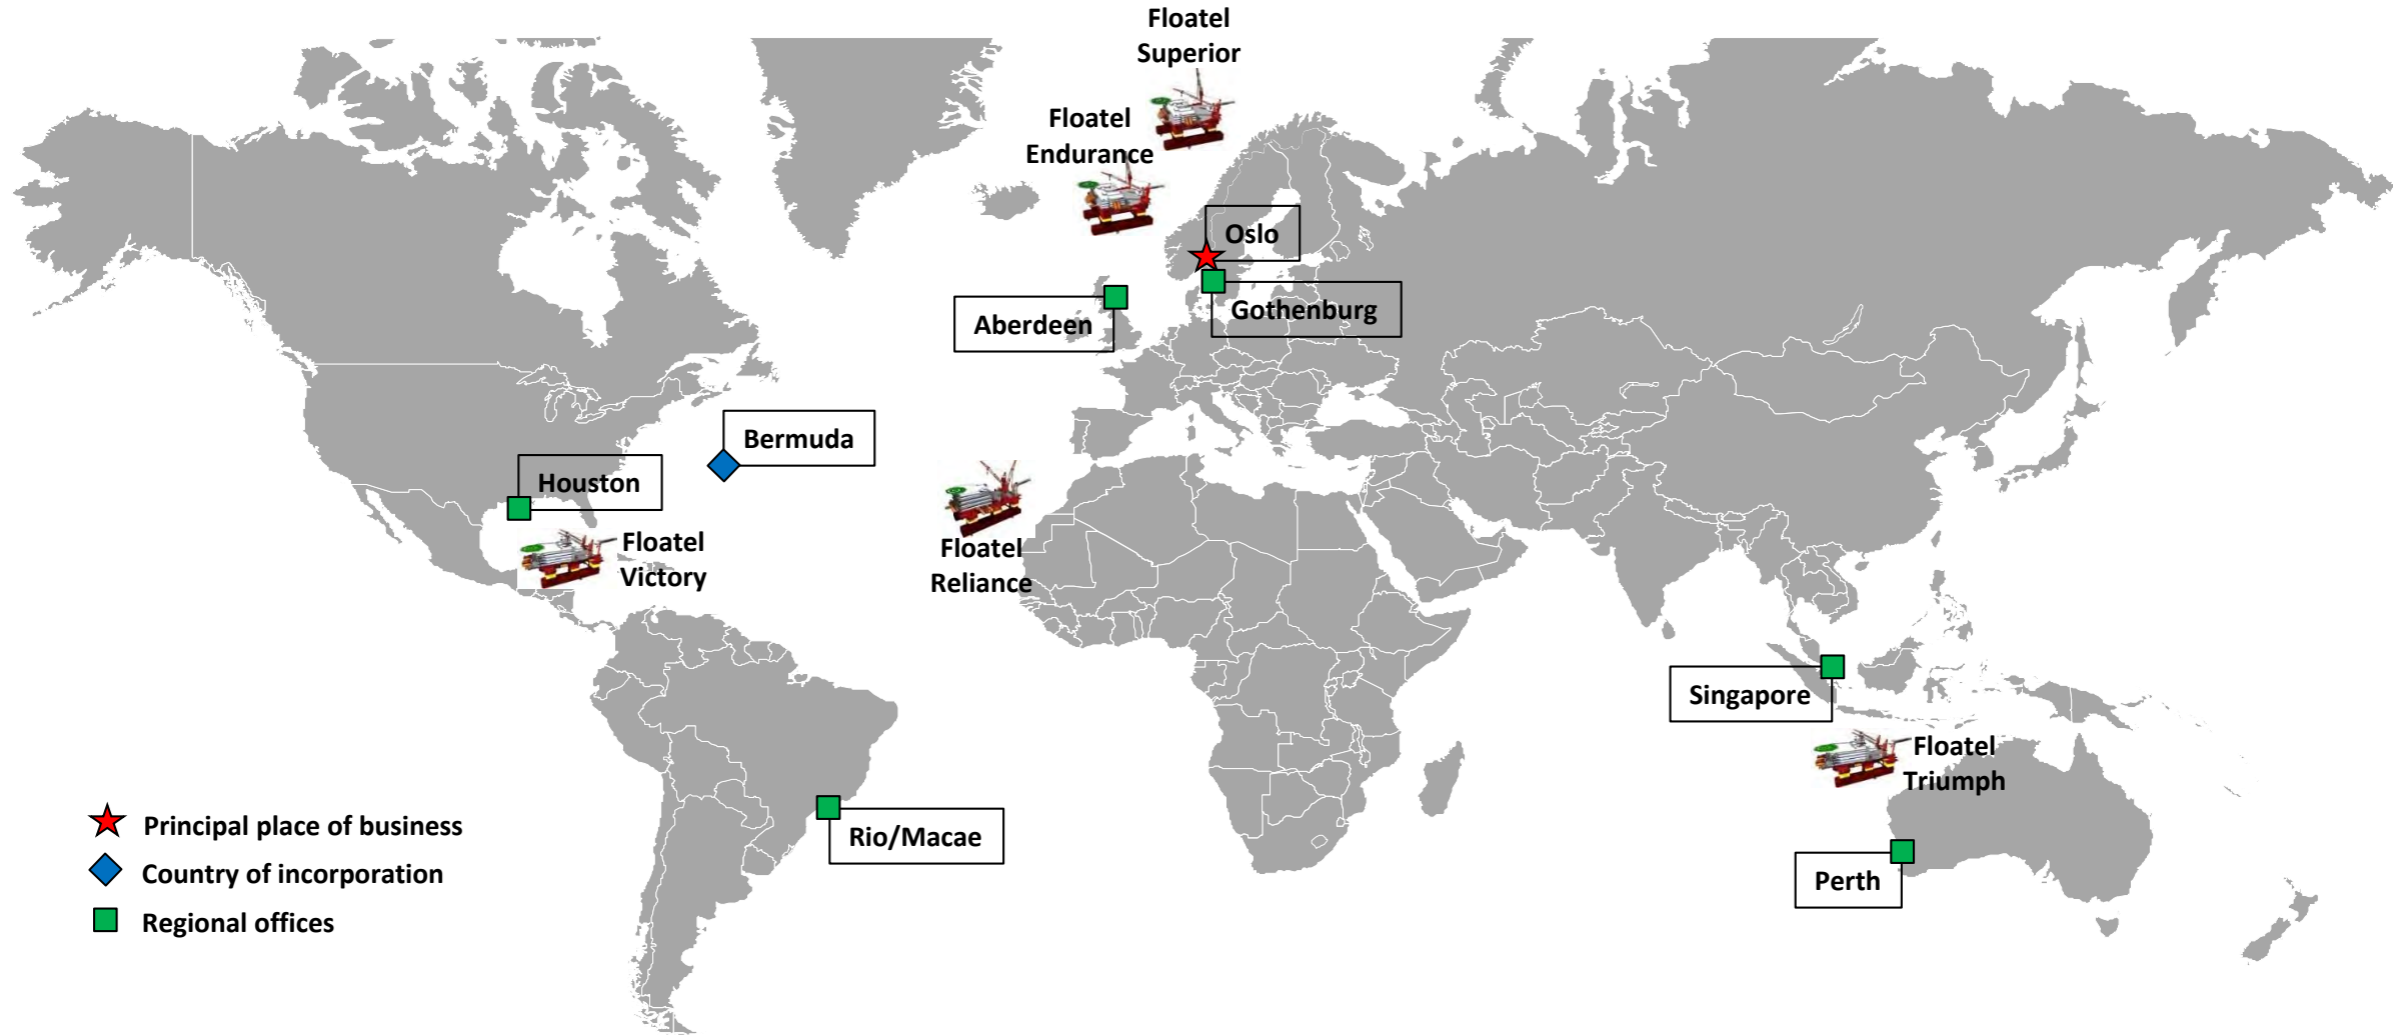 Floatel
Superior
Floatel
Endurance
Oslo
Gothenburg
Aberdeen
Bermuda
Houston
Floatel
Victory
Floatel
Reliance
Singapore
Floatel
Triumph
Rio/Macae
Perth
Principal place of business
Country of incorporation
Regional offices